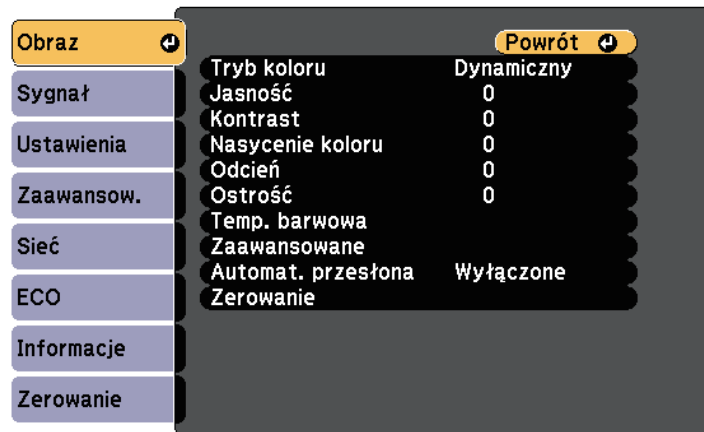 Obraz
Sygnał
Ustawienia
Zaawansow.
Sieć
ECO
Informacje
Zerowanie
Powrót
Tryb koloru Dynamiczny
Jasność 0
Kontrast 0
Nasycenie koloru 0
Odcień 0
Ostrość 0
Temp. barwowa
Zaawansowane
Automat. przesłona Wyłączone
Zerowanie